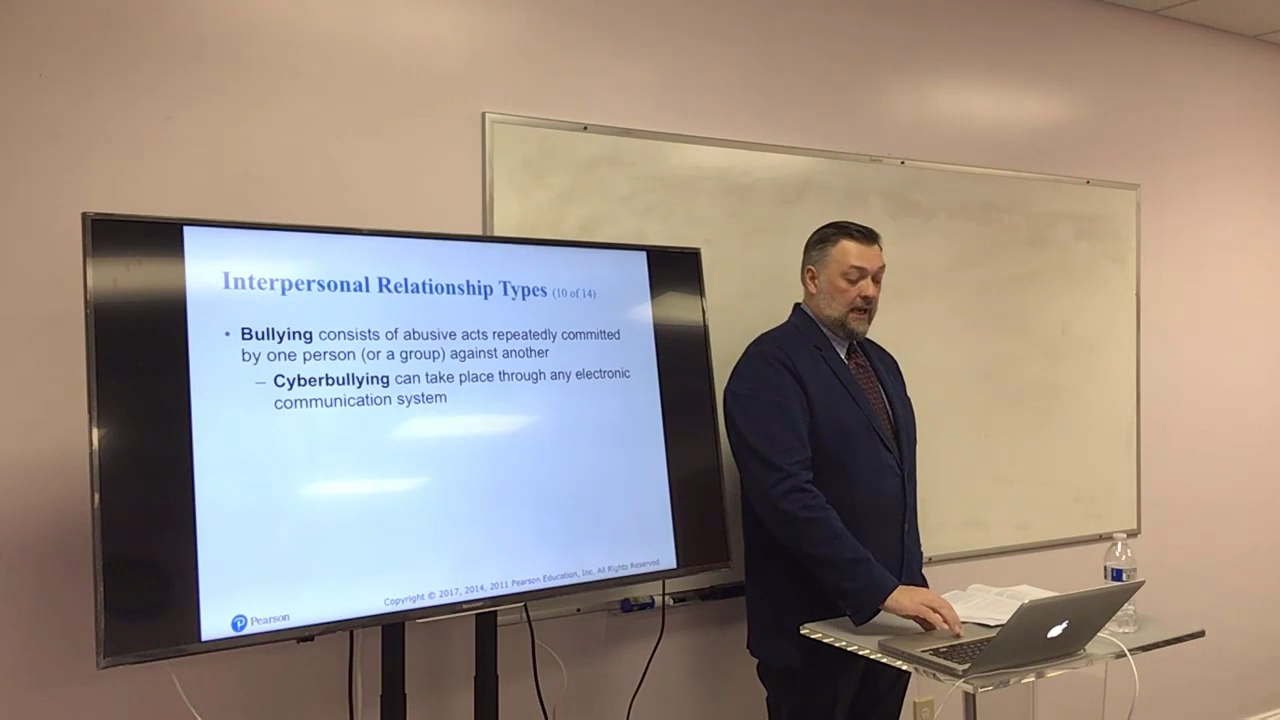 Interpersonal Relationship Types (10 of 14)
• Bullying consists of abusive acts repeatedly committed
by one person (or a group) against another
– Cyberbullying can take place through any electronic
communication system
Copyright © 2017, 2014, 2011 Pearson Education, Inc. All Rights Reserved
Pearson